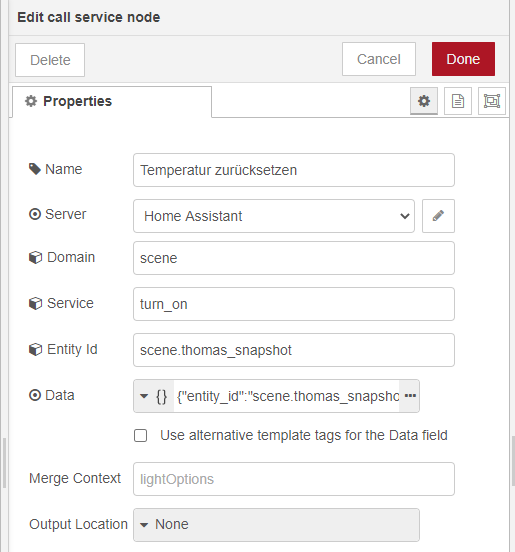 Edit call service node
Delete
Cancel
Done
Properties
Name
Temperatur zurücksetzen
Server
Home Assistant
Domain
scene
Service
turn_on
Entity Id
scene.thomas_snapshot
Data
{} {"entity_id":"scene.thomas_snapsho
Use alternative template tags for the Data field
Merge Context
lightOptions
Output Location
None